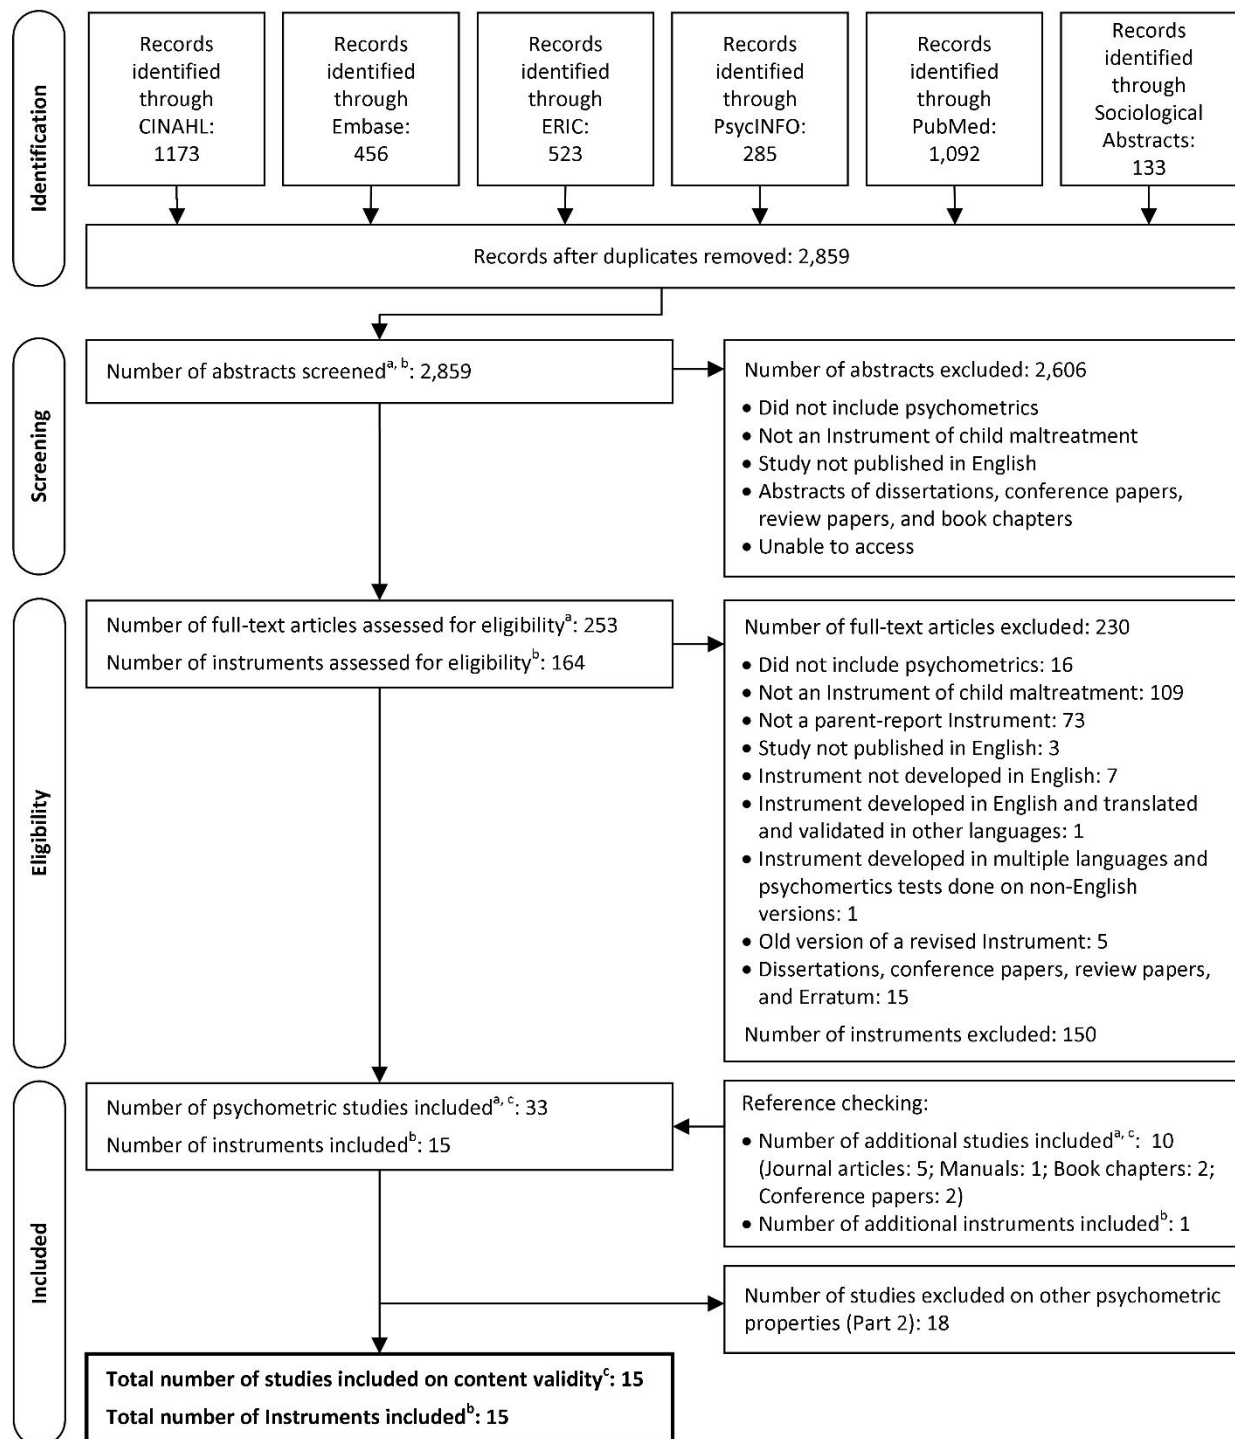 Identification
Records
identified
through
CINAHL:
1173
Records
identified
through
Embase:
456
Records
identified
through
ERIC:
523
Records
identified
through
PsycINFO:
285
Records
identified
through
PubMed:
1,092
Records
identified
through
Sociological
Abstracts:
133
Records after duplicates removed: 2,859
Screening
Number of abstracts screened^a, b: 2,859
Number of abstracts excluded: 2,606
• Did not include psychometrics
• Not an Instrument of child maltreatment
• Study not published in English
• Abstracts of dissertations, conference papers,
review papers, and book chapters
• Unable to access
Eligibility
Number of full-text articles assessed for eligibility^a: 253
Number of instruments assessed for eligibility^b: 164
Number of full-text articles excluded: 230
• Did not include psychometrics: 16
• Not an Instrument of child maltreatment: 109
• Not a parent-report Instrument: 73
• Study not published in English: 3
• Instrument not developed in English: 7
• Instrument developed in English and translated
and validated in other languages: 1
• Instrument developed in multiple languages and
psychomertics tests done on non-English
versions: 1
• Old version of a revised Instrument: 5
• Dissertations, conference papers, review papers,
and Erratum: 15
Number of instruments excluded: 150
Included
Number of psychometric studies included^a, c: 33
Number of instruments included^b: 15
Reference checking:
• Number of additional studies included^a, c: 10
(Journal articles: 5; Manuals: 1; Book chapters: 2;
Conference papers: 2)
• Number of additional instruments included^b: 1
Number of studies excluded on other psychometric
properties (Part 2): 18
Total number of studies included on content validity^c: 15
Total number of Instruments included^b: 15